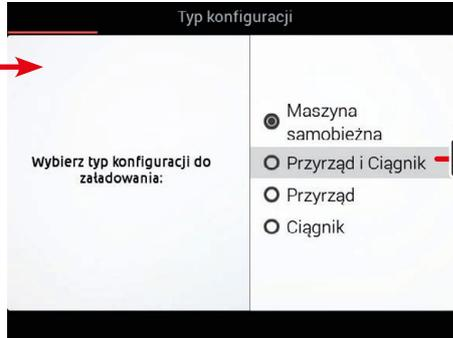 Typ konfiguracji
Wybierz typ konfiguracji do
załadowania:
Maszyna
samobieżna
Przyrząd i Ciągnik
Przyrząd
Ciągnik